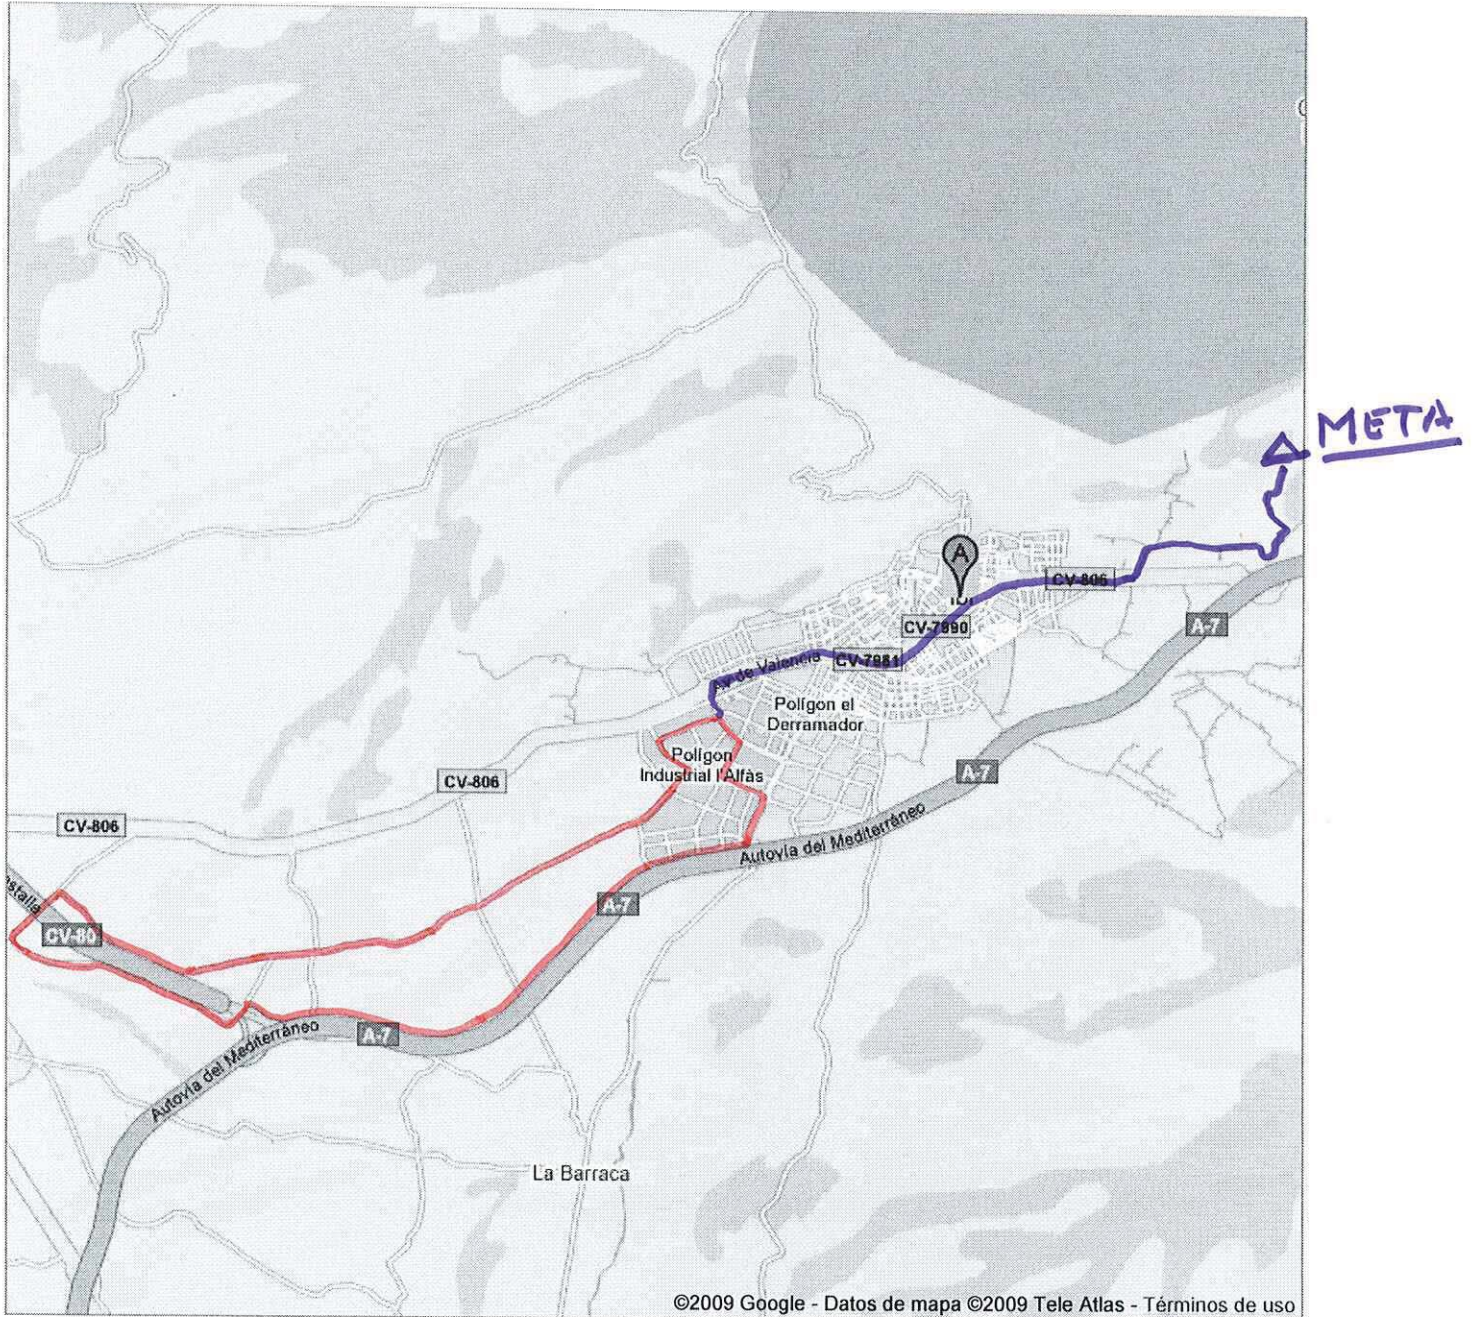 META
A
CV-806
CV-7990
A-7
CV-7981
Av de Valencia
Polígon el
Derramador
Polígon
Industrial l'Alfàs
A-7
CV-806
CV-806
Autovía del Mediterráneo
A-7
CV-80
A-7
Autovía del Mediterráneo
La Barraca
©2009 Google - Datos de mapa ©2009 Tele Atlas - Términos de uso